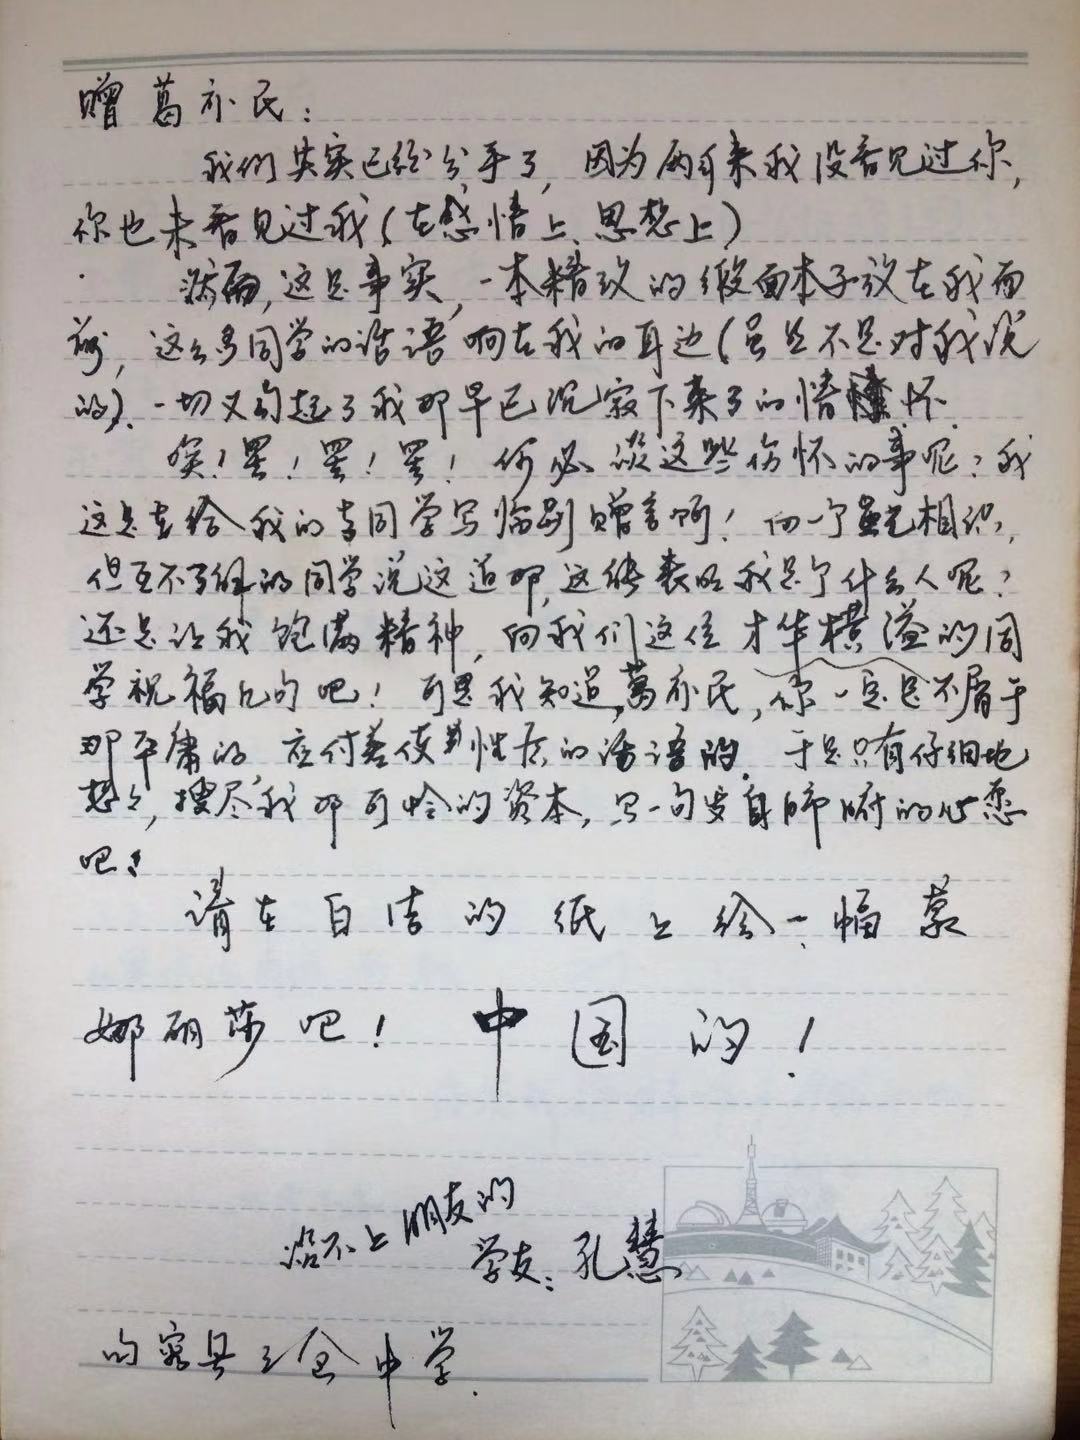 赠葛亦民：
我们其实已经分手了，因为两年来我没看见过你，
你也未看见过我（在感情上、思想上）
然而，这是事实，一本精致的缎面本子放在我面
前，这么多同学的话语响在我的耳边（虽是不是对我说
的）。一切又勾起了我那早已沉寂下来了的情怀。
唉！罢！罢！罢！何必谈这些伤怀的事呢？我
这是在给我的老同学写临别赠言啊！向一个虽是相识，
但互不了解的同学说这道那，这能表明我是个什么人呢？
还是让我饱满精神，向我们这位才华横溢的同
学祝福几句吧！可是我知道，葛亦民，你一定是不屑于
那平庸的，应付差使性质的话语的。于是只有仔细地
想想，搜尽我那可怜的资本，写一句发自肺腑的心愿
吧！
请在白洁的纸上绘一幅蒙
娜丽莎吧！中国的！
沾不上朋友的
学友：孔慧
句容县三仓中学.